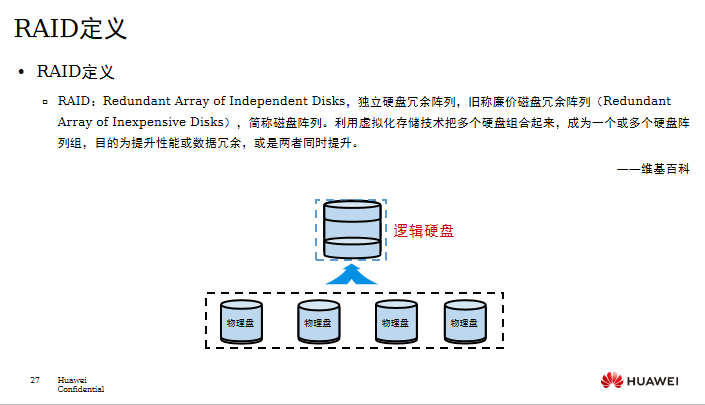 RAID定义
• RAID定义
▫ RAID：Redundant Array of Independent Disks，独立硬盘冗余阵列，旧称廉价磁盘冗余阵列（Redundant
Array of Inexpensive Disks），简称磁盘阵列。利用虚拟化存储技术把多个硬盘组合起来，成为一个或多个硬盘阵
列组，目的为提升性能或数据冗余，或是两者同时提升。
——维基百科
逻辑硬盘
物理盘 物理盘 物理盘 物理盘
27 Huawei
Confidential
HUAWEI